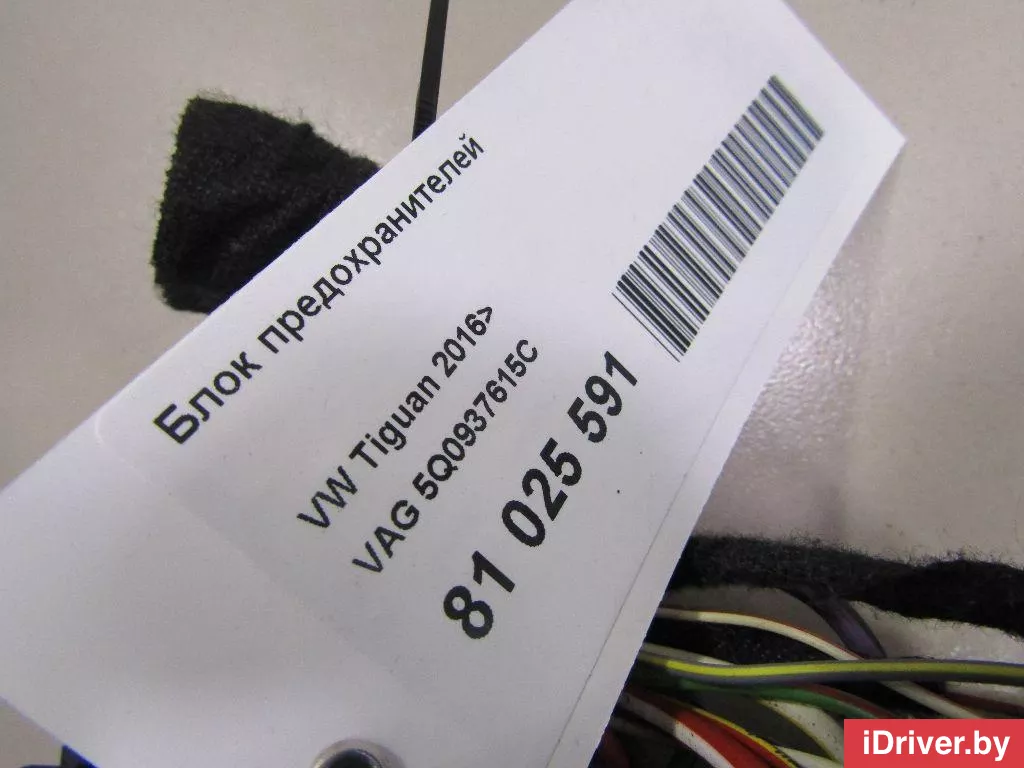 Блок предохранителей
VW Tiguan 2016>
VAG 5Q0937615C
81 025 591
iDriver.by